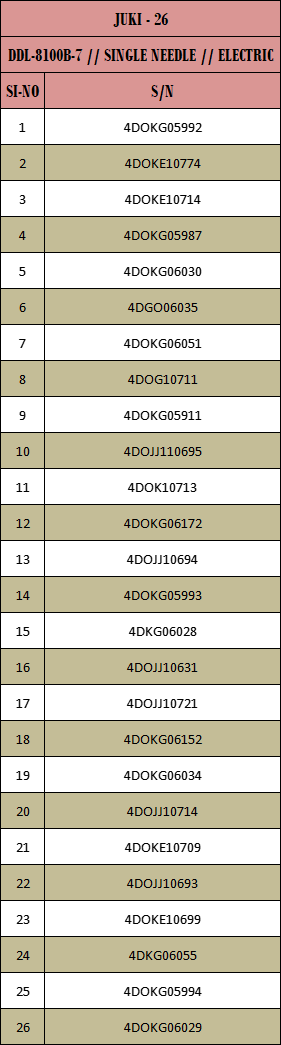 JUKI - 26
DDL-8100B-7 // SINGLE NEEDLE // ELECTRIC
SI-NO S/N
1 4DOKG05992
2 4DOKE10774
3 4DOKE10714
4 4DOKG05987
5 4DOKG06030
6 4DGO06035
7 4DOKG06051
8 4DOG10711
9 4DOKG05911
10 4DOJJ110695
11 4DOK10713
12 4DOKG06172
13 4DOJJ10694
14 4DOKG05993
15 4DKG06028
16 4DOJJ10631
17 4DOJJ10721
18 4DOKG06152
19 4DOKG06034
20 4DOJJ10714
21 4DOKE10709
22 4DOJJ10693
23 4DOKE10699
24 4DKG06055
25 4DOKG05994
26 4DOKG06029